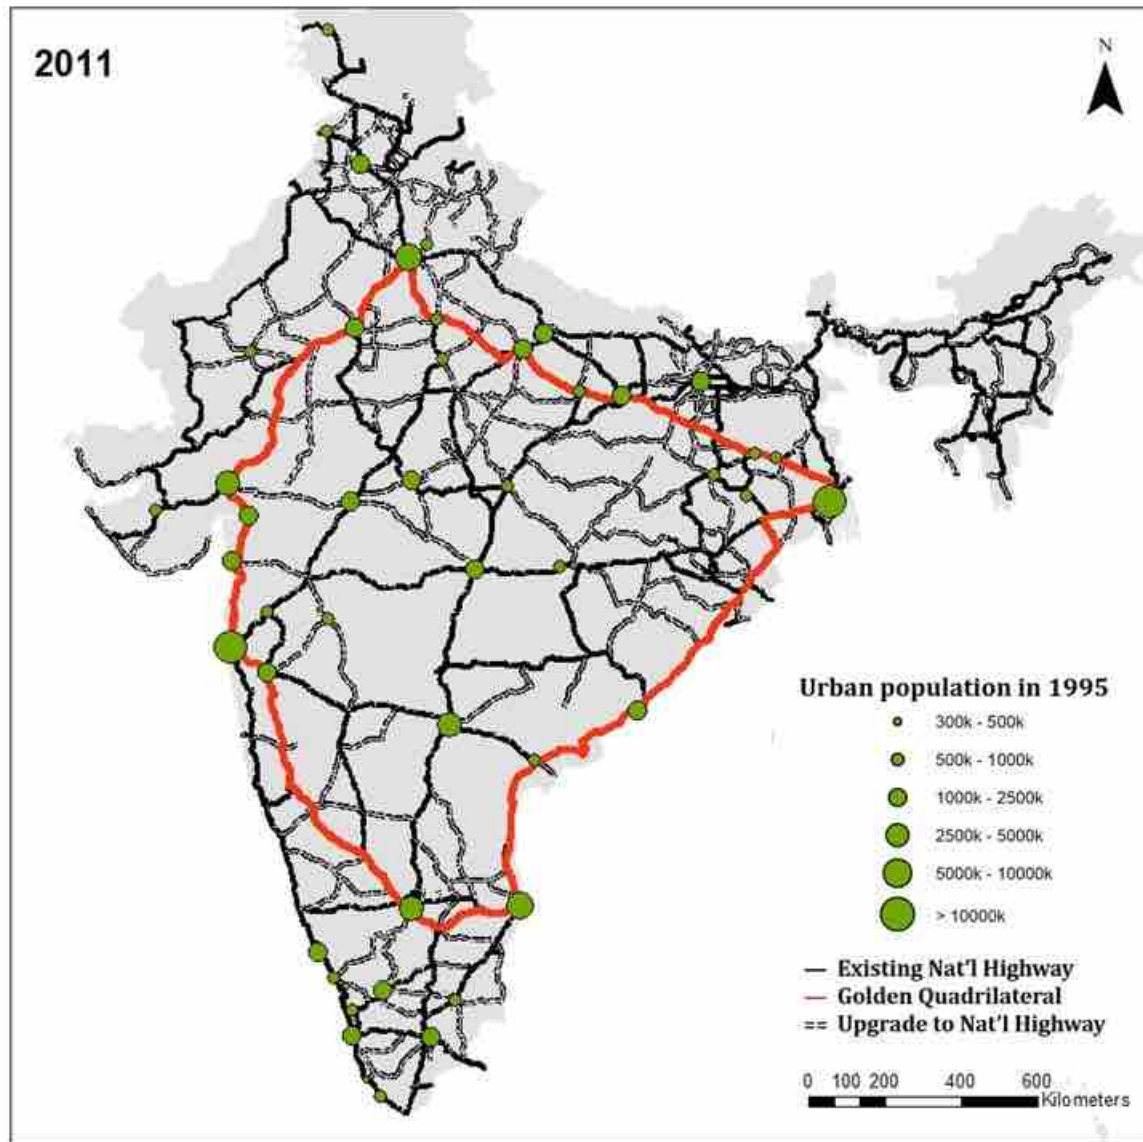 2011
N
Urban population in 1995
300k - 500k
500k - 1000k
1000k - 2500k
2500k - 5000k
5000k - 10000k
> 10000k
Existing Nat'l Highway
Golden Quadrilateral
Upgrade to Nat'l Highway
0 100 200 400 600
Kilometers